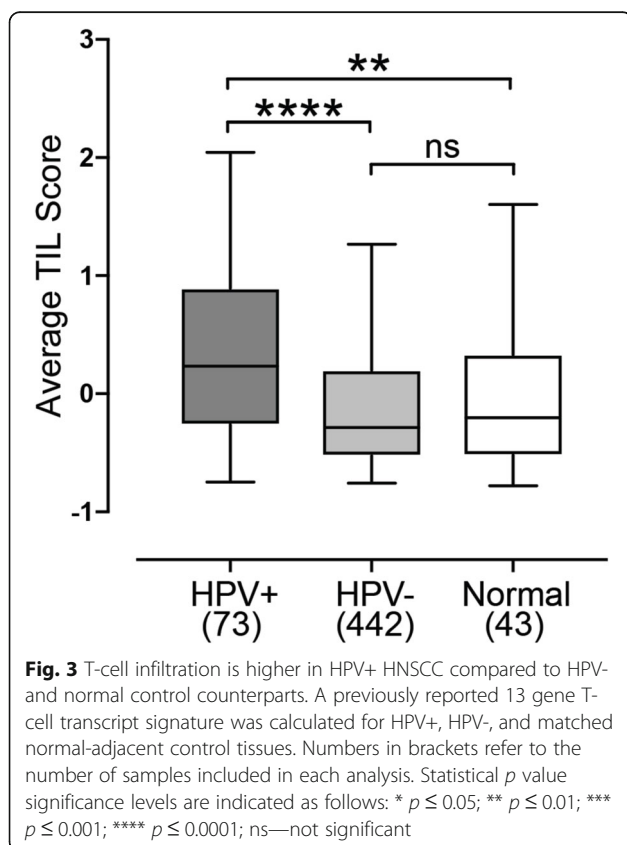 3
**
****
ns
2
1
0
-1
Average TIL Score
HPV+ HPV- Normal
(73) (442) (43)
Fig. 3 T-cell infiltration is higher in HPV+ HNSCC compared to HPV-
and normal control counterparts. A previously reported 13 gene T-
cell transcript signature was calculated for HPV+, HPV-, and matched
normal-adjacent control tissues. Numbers in brackets refer to the
number of samples included in each analysis. Statistical p value
significance levels are indicated as follows: * p ≤ 0.05; ** p ≤ 0.01; ***
p ≤ 0.001; **** p ≤ 0.0001; ns—not significant